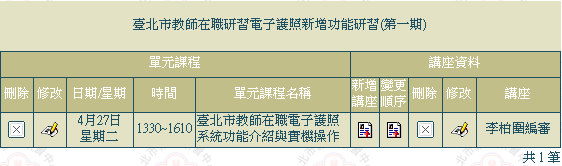 臺北市教師在職研習電子護照新增功能研習(第一期)
單元課程 講座資料
刪除 修改 日期/星期 時間 單元課程名稱 新增講座 變更順序 刪除 修改 講座
4月27日 1330~1610 臺北市教師在職電子護照 李柏圍編審
星期二 系統功能介紹與實機操作
共 1 筆